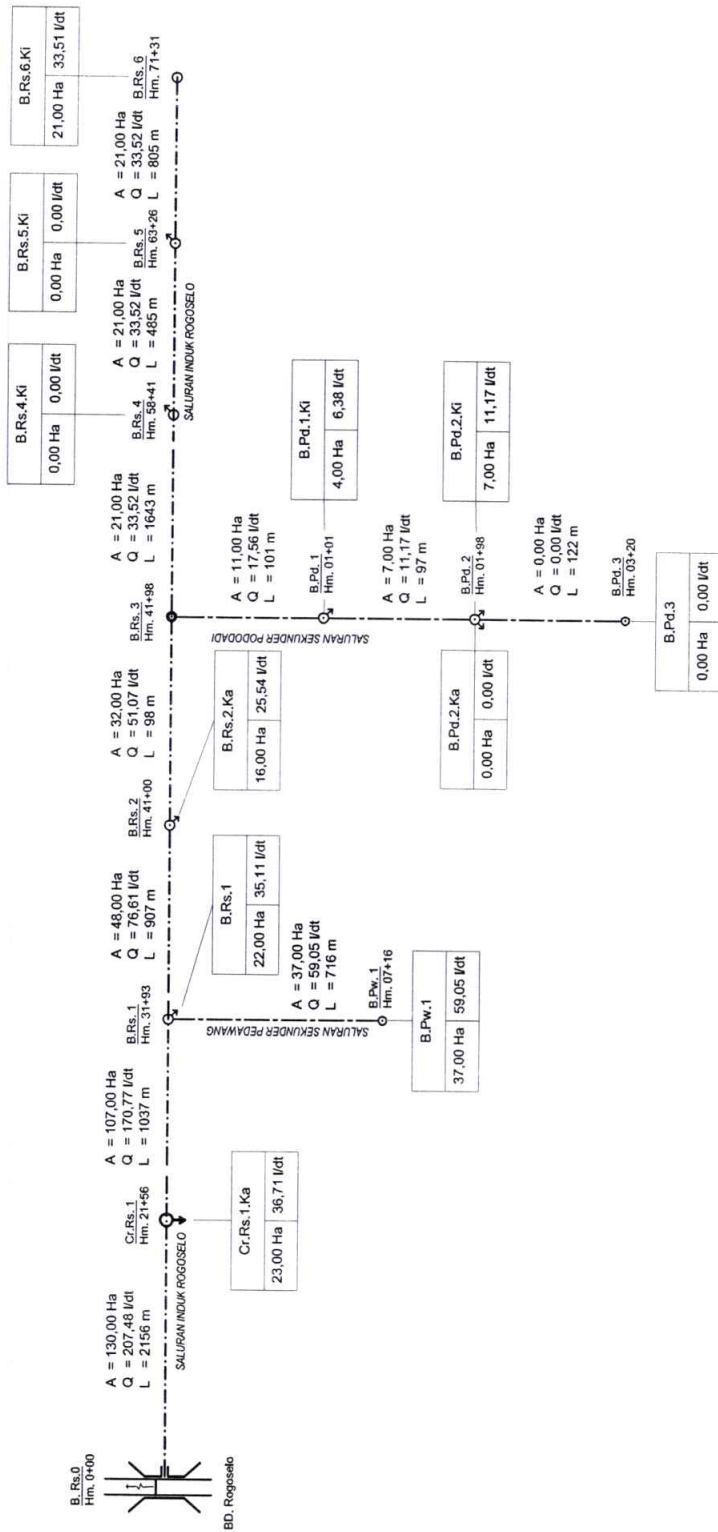 B. Rs.0
Hm. 0+00
BD. Rogoselo
A = 130,00 Ha
Q = 207,48 l/dt
L = 2156 m
SALURAN INDUK ROGOSELO
Cr.Rs. 1
Hm. 21+56
Cr.Rs.1.Ka
23,00 Ha 36,71 l/dt
A = 107,00 Ha
Q = 170,77 l/dt
L = 1037 m
B.Rs. 1
Hm. 31+93
B.Rs.1
22,00 Ha 35,11 l/dt
SALURAN SEKUNDER PEDAWANG
A = 37,00 Ha
Q = 59,05 l/dt
L = 716 m
B.Pw. 1
Hm. 07+16
B.Pw.1
37,00 Ha 59,05 l/dt
A = 48,00 Ha
Q = 76,61 l/dt
L = 907 m
B.Rs. 2
Hm. 41+00
B.Rs.2.Ka
16,00 Ha 25,54 l/dt
A = 32,00 Ha
Q = 51,07 l/dt
L = 98 m
B.Rs. 3
Hm. 41+98
SALURAN SEKUNDER PODODADI
A = 11,00 Ha
Q = 17,56 l/dt
L = 101 m
B.Pd. 1
Hm. 01+01
B.Pd.1.Ki
4,00 Ha 6,38 l/dt
A = 7,00 Ha
Q = 11,17 l/dt
L = 97 m
B.Pd. 2
Hm. 01+98
B.Pd.2.Ki
7,00 Ha 11,17 l/dt
B.Pd.2.Ka
0,00 Ha 0,00 l/dt
A = 0,00 Ha
Q = 0,00 l/dt
L = 122 m
B.Pd. 3
Hm. 03+20
B.Pd.3
0,00 Ha 0,00 l/dt
A = 21,00 Ha
Q = 33,52 l/dt
L = 1643 m
B.Rs. 4
Hm. 58+41
B.Rs.4.Ki
0,00 Ha 0,00 l/dt
SALURAN INDUK ROGOSELO
A = 21,00 Ha
Q = 33,52 l/dt
L = 485 m
B.Rs. 5
Hm. 63+26
B.Rs.5.Ki
0,00 Ha 0,00 l/dt
A = 21,00 Ha
Q = 33,52 l/dt
L = 805 m
B.Rs. 6
Hm. 71+31
B.Rs.6.Ki
21,00 Ha 33,51 l/dt